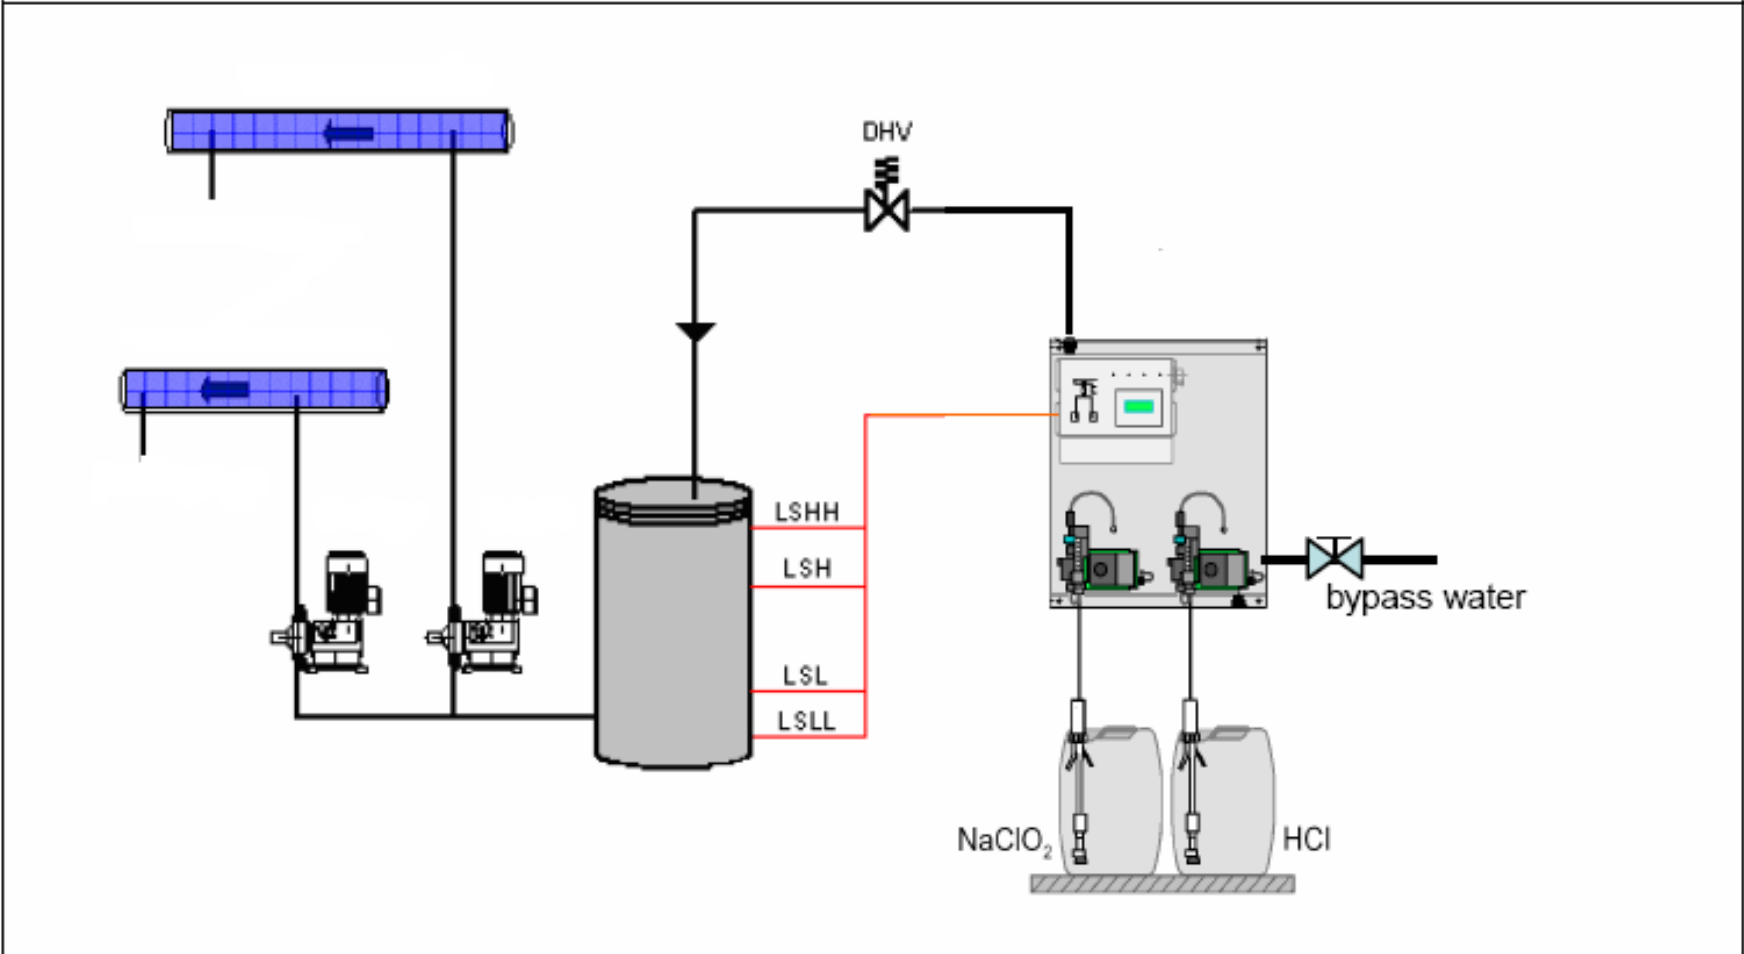 DHV
LSHH
LSH
LSL
LSLL
bypass water
NaClO₂
HCl